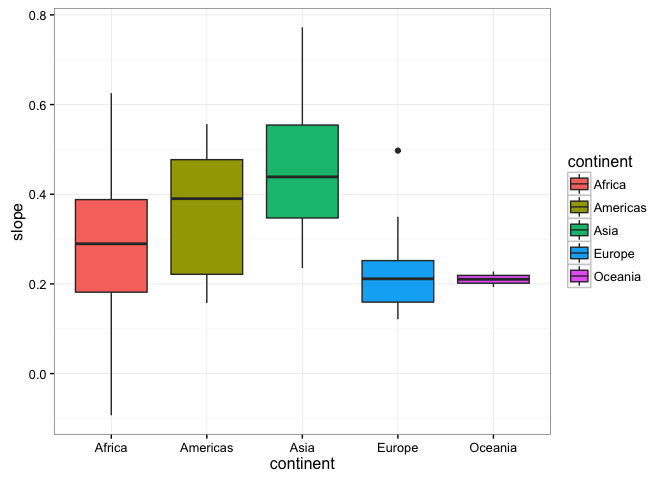 0.8
0.6
0.4
0.2
0.0
slope
Africa
Americas
Asia
Europe
Oceania
continent
continent
Africa
Americas
Asia
Europe
Oceania